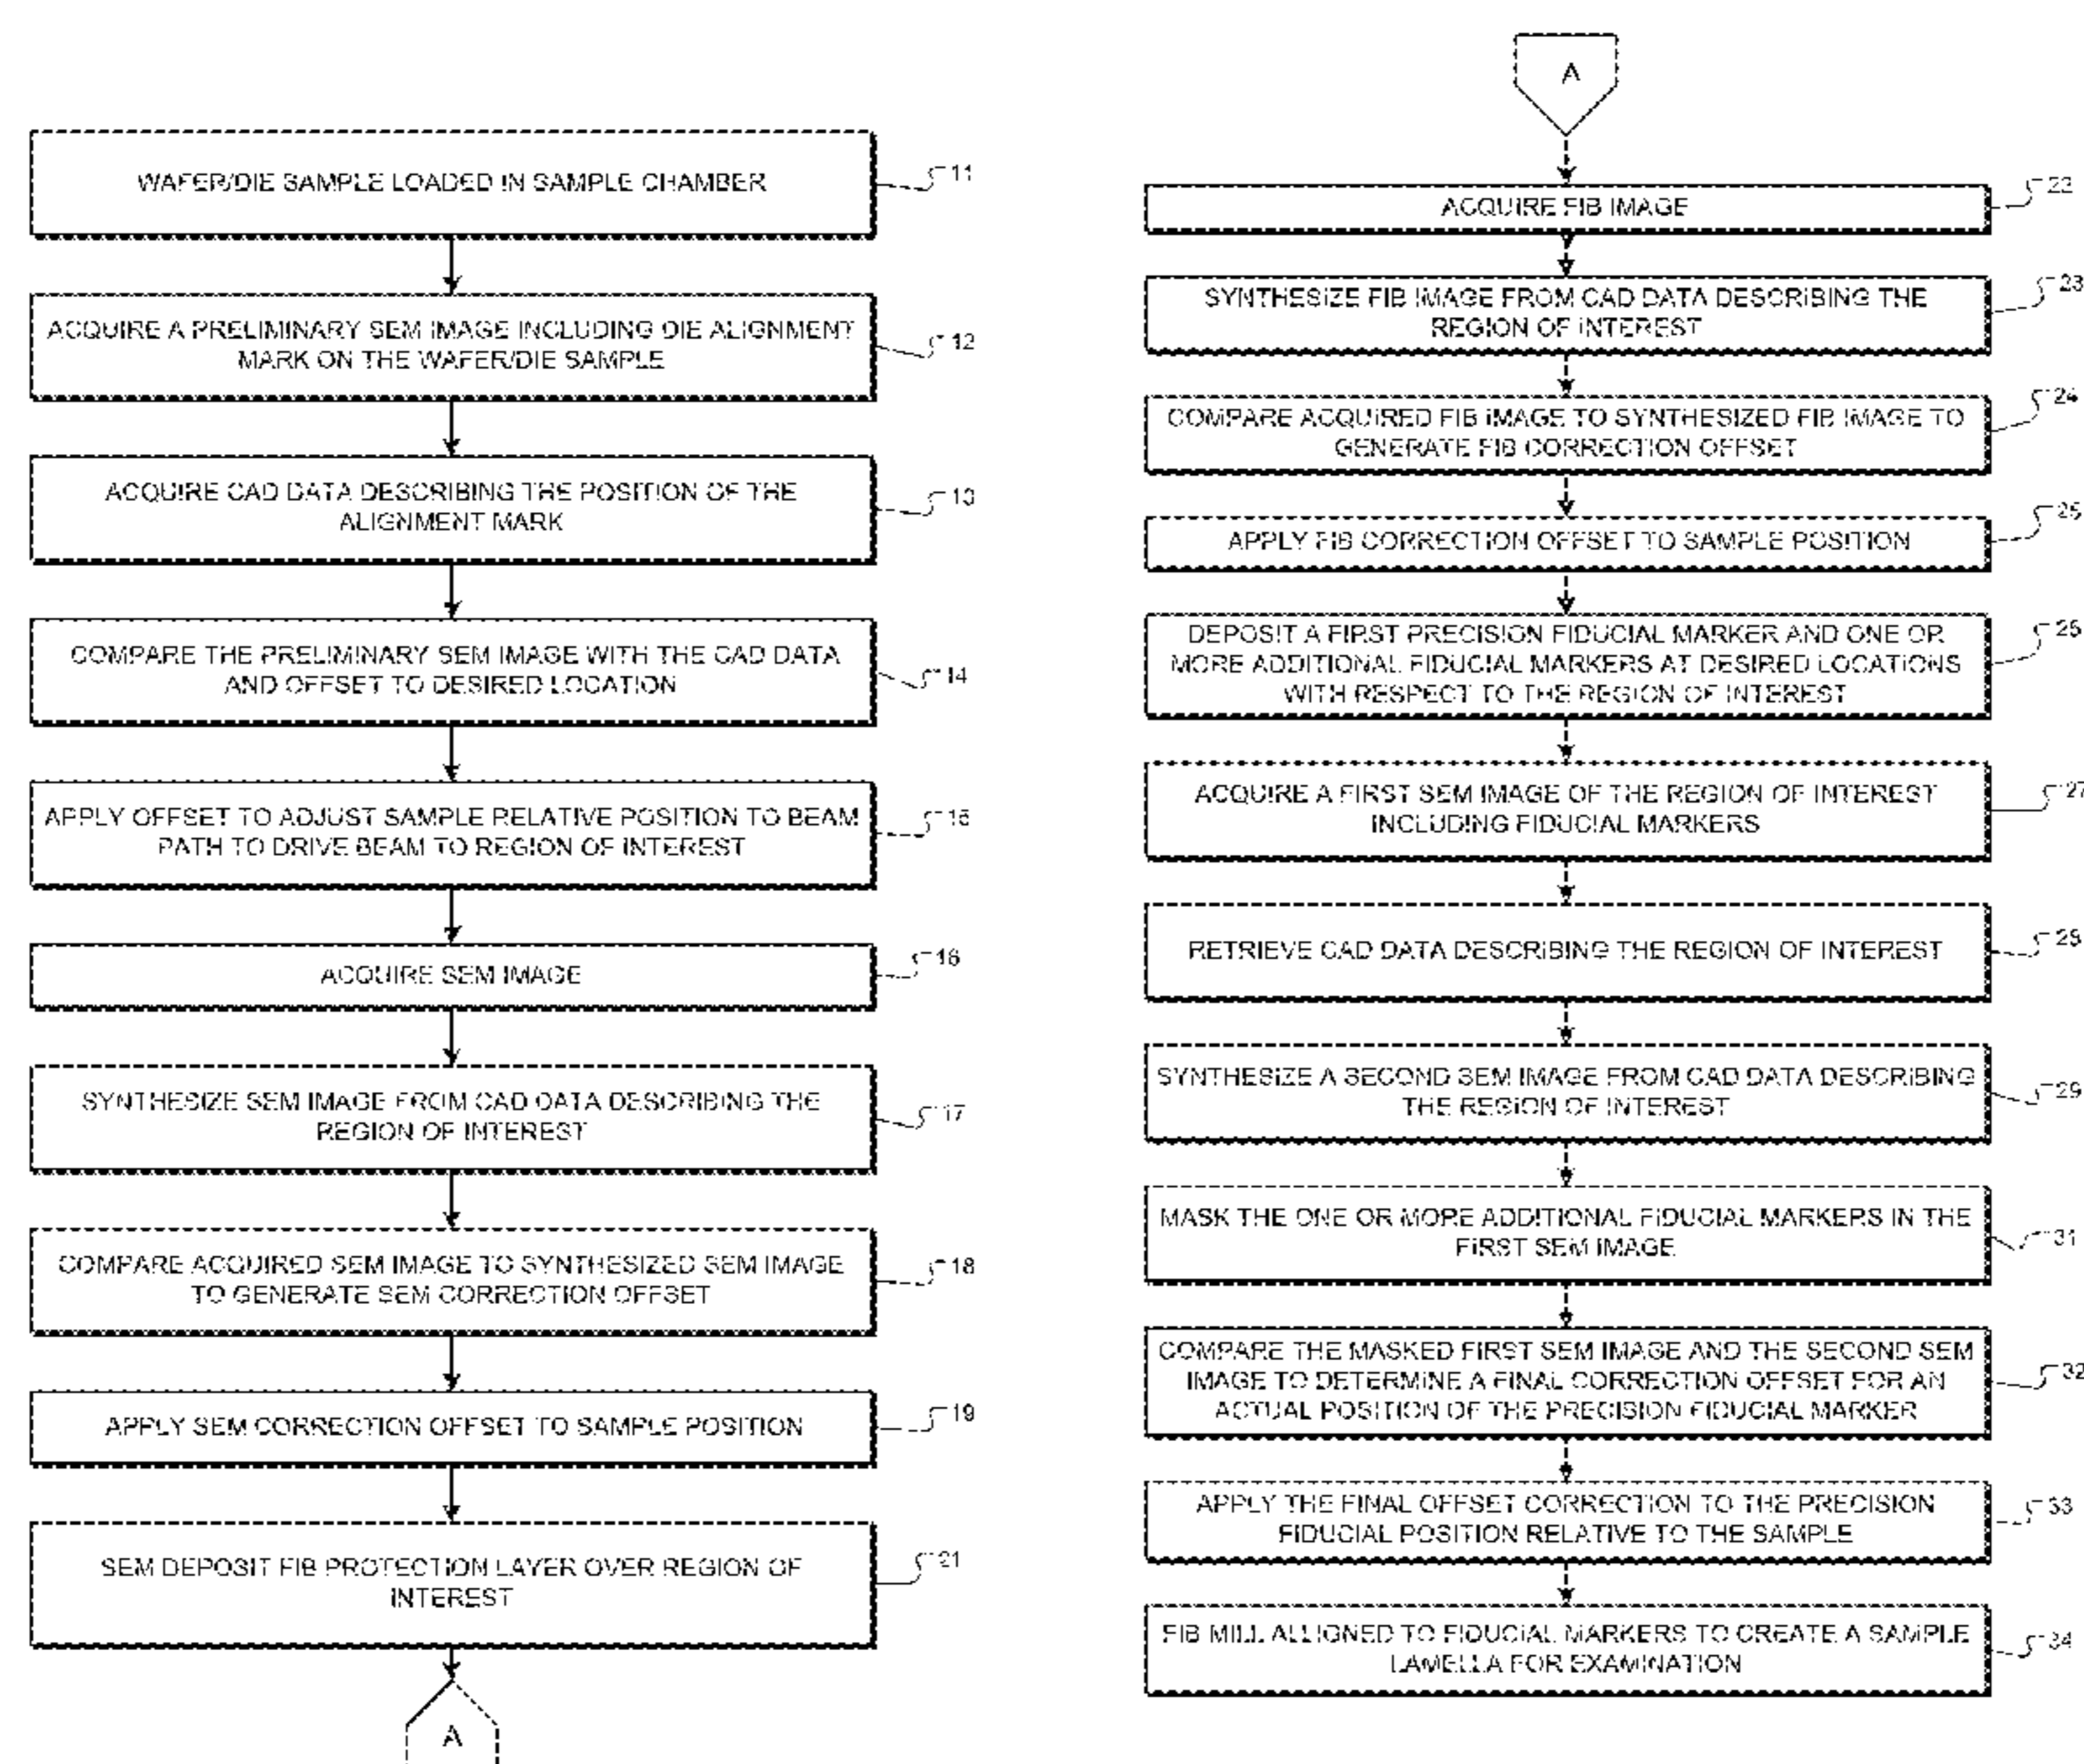 WAFER/DIE SAMPLE LOADED IN SAMPLE CHAMBER
11
ACQUIRE A PRELIMINARY SEM IMAGE INCLUDING DIE ALIGNMENT
MARK ON THE WAFER/DIE SAMPLE
12
ACQUIRE CAD DATA DESCRIBING THE POSITION OF THE
ALIGNMENT MARK
13
COMPARE THE PRELIMINARY SEM IMAGE WITH THE CAD DATA
AND OFFSET TO DESIRED LOCATION
14
APPLY OFFSET TO ADJUST SAMPLE RELATIVE POSITION TO BEAM
PATH TO DRIVE BEAM TO REGION OF INTEREST
15
ACQUIRE SEM IMAGE
16
SYNTHESIZE SEM IMAGE FROM CAD DATA DESCRIBING THE
REGION OF INTEREST
17
COMPARE ACQUIRED SEM IMAGE TO SYNTHESIZED SEM IMAGE
TO GENERATE SEM CORRECTION OFFSET
18
APPLY SEM CORRECTION OFFSET TO SAMPLE POSITION
19
SEM DEPOSIT FIB PROTECTION LAYER OVER REGION OF
INTEREST
21
A
A
ACQUIRE FIB IMAGE
22
SYNTHESIZE FIB IMAGE FROM CAD DATA DESCRIBING THE
REGION OF INTEREST
23
COMPARE ACQUIRED FIB IMAGE TO SYNTHESIZED FIB IMAGE TO
GENERATE FIB CORRECTION OFFSET
24
APPLY FIB CORRECTION OFFSET TO SAMPLE POSITION
25
DEPOSIT A FIRST PRECISION FIDUCIAL MARKER AND ONE OR
MORE ADDITIONAL FIDUCIAL MARKERS AT DESIRED LOCATIONS
WITH RESPECT TO THE REGION OF INTEREST
26
ACQUIRE A FIRST SEM IMAGE OF THE REGION OF INTEREST
INCLUDING FIDUCIAL MARKERS
27
RETRIEVE CAD DATA DESCRIBING THE REGION OF INTEREST
28
SYNTHESIZE A SECOND SEM IMAGE FROM CAD DATA DESCRIBING
THE REGION OF INTEREST
29
MASK THE ONE OR MORE ADDITIONAL FIDUCIAL MARKERS IN THE
FIRST SEM IMAGE
31
COMPARE THE MASKED FIRST SEM IMAGE AND THE SECOND SEM
IMAGE TO DETERMINE A FINAL CORRECTION OFFSET FOR AN
ACTUAL POSITION OF THE PRECISION FIDUCIAL MARKER
32
APPLY THE FINAL OFFSET CORRECTION TO THE PRECISION
FIDUCIAL POSITION RELATIVE TO THE SAMPLE
33
FIB MILL ALLIGNED TO FIDUCIAL MARKERS TO CREATE A SAMPLE
LAMELLA FOR EXAMINATION
34